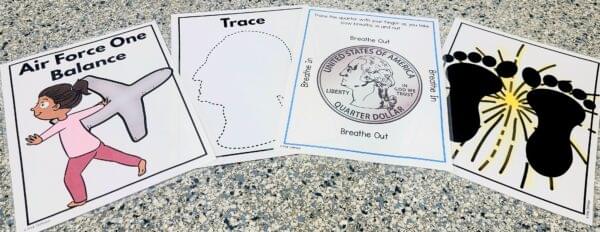 Air Force One
Balance
Trace
Trace the quarter with your finger as you take
slow breaths in and out
Breathe Out
Breathe In
UNITED STATES OF AMERICA
LIBERTY
IN
GOD WE
TRUST
QUARTER DOLLAR
Breathe In
Breathe Out